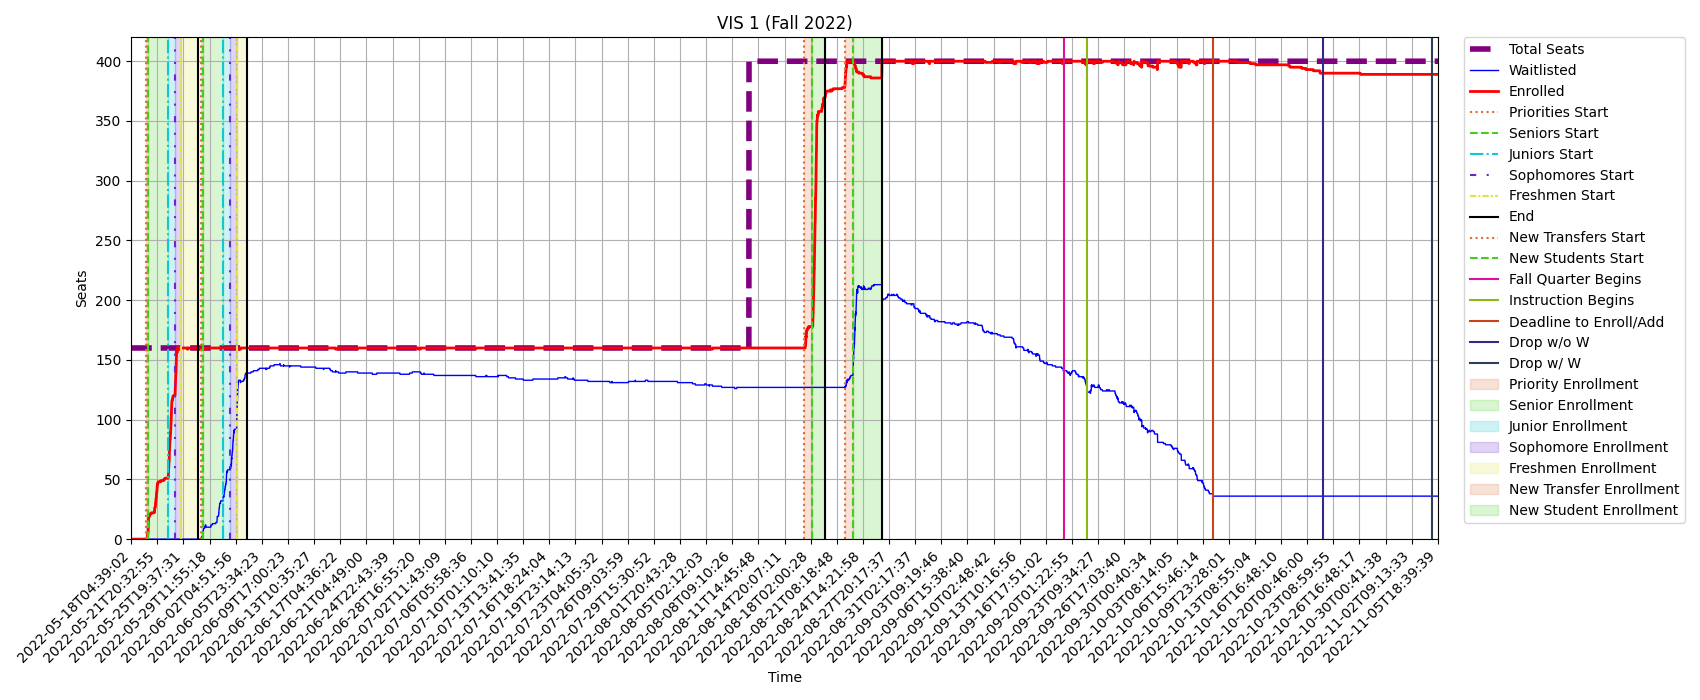 VIS 1 (Fall 2022)
Seats
400
350
300
250
200
150
100
50
0
2022-05-18T04:39:02
2022-05-21T20:32:55
2022-05-25T19:37:31
2022-05-29T11:55:18
2022-06-02T04:51:56
2022-06-05T23:34:23
2022-06-09T17:00:23
2022-06-13T10:35:27
2022-06-17T04:36:22
2022-06-21T04:49:00
2022-06-24T22:43:39
2022-06-28T16:55:20
2022-07-02T11:43:09
2022-07-06T05:58:36
2022-07-10T01:10:10
2022-07-13T13:41:35
2022-07-16T18:24:04
2022-07-19T23:14:13
2022-07-23T04:05:32
2022-07-26T09:03:59
2022-07-29T15:30:52
2022-08-01T20:43:28
2022-08-05T02:12:03
2022-08-08T09:10:26
2022-08-11T14:45:48
2022-08-14T20:07:11
2022-08-18T02:00:28
2022-08-21T08:18:48
2022-08-24T14:21:58
2022-08-27T20:17:37
2022-08-31T02:17:37
2022-09-03T09:19:46
2022-09-06T15:38:40
2022-09-10T02:48:42
2022-09-13T10:16:56
2022-09-16T17:51:02
2022-09-20T01:22:55
2022-09-23T09:34:27
2022-09-26T17:03:40
2022-09-30T00:40:34
2022-10-03T08:14:05
2022-10-06T15:46:14
2022-10-09T23:28:01
2022-10-13T08:55:04
2022-10-16T16:48:10
2022-10-20T00:46:00
2022-10-23T08:59:55
2022-10-26T16:48:17
2022-10-30T00:41:38
2022-11-02T09:13:33
2022-11-05T18:39:39
Time
Total Seats
Waitlisted
Enrolled
Priorities Start
Seniors Start
Juniors Start
Sophomores Start
Freshmen Start
End
New Transfers Start
New Students Start
Fall Quarter Begins
Instruction Begins
Deadline to Enroll/Add
Drop w/o W
Drop w/ W
Priority Enrollment
Senior Enrollment
Junior Enrollment
Sophomore Enrollment
Freshmen Enrollment
New Transfer Enrollment
New Student Enrollment